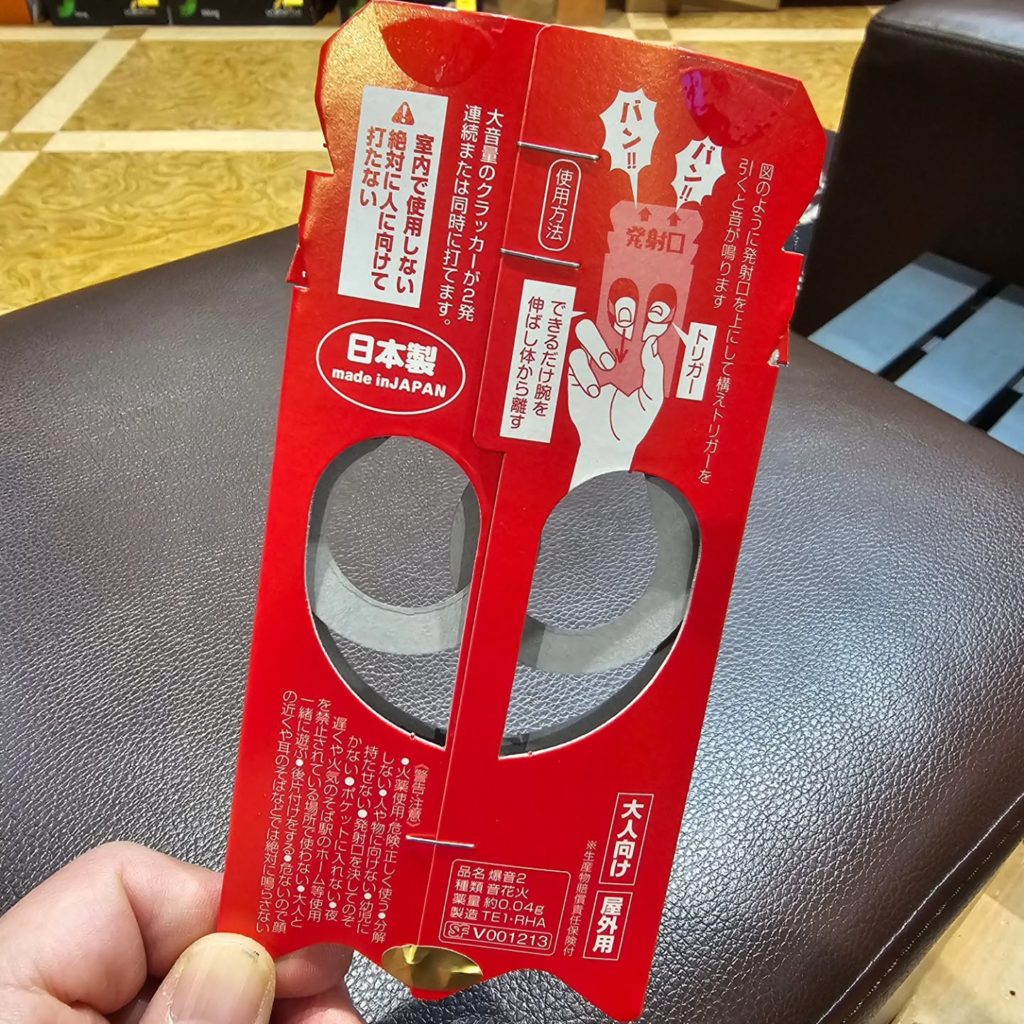 大音量のクラッカーが2発
連続または同時に打てます。
室内で使用しない
絶対に人に向けて
打たない
日本製
made inJAPAN
図のように発射口を上にして構えトリガーを
引くと音が鳴ります
使用方法
バン!!
バン!!
発射口
トリガー
できるだけ腕を
伸ばし体から離す
《警告・注意》
●火薬使用 危険 正しく使う●分解
しない●人や物に向けない●幼児に
持たせない●発射口を決してのぞ
かない●ポケットに入れない●夜
遅くや火気のそば駅のホーム等使用
を禁止されている場所で使わない●大人と
一緒に遊ぶ●後片付けをする●危ないので顔
の近くや耳のそばなどでは絶対に鳴らさない
大人向け
屋外用
※生産物賠償責任保険付
品名 爆音2
種類 音花火
薬量 約0.04g
製造 TE1・RHA
SF V001213